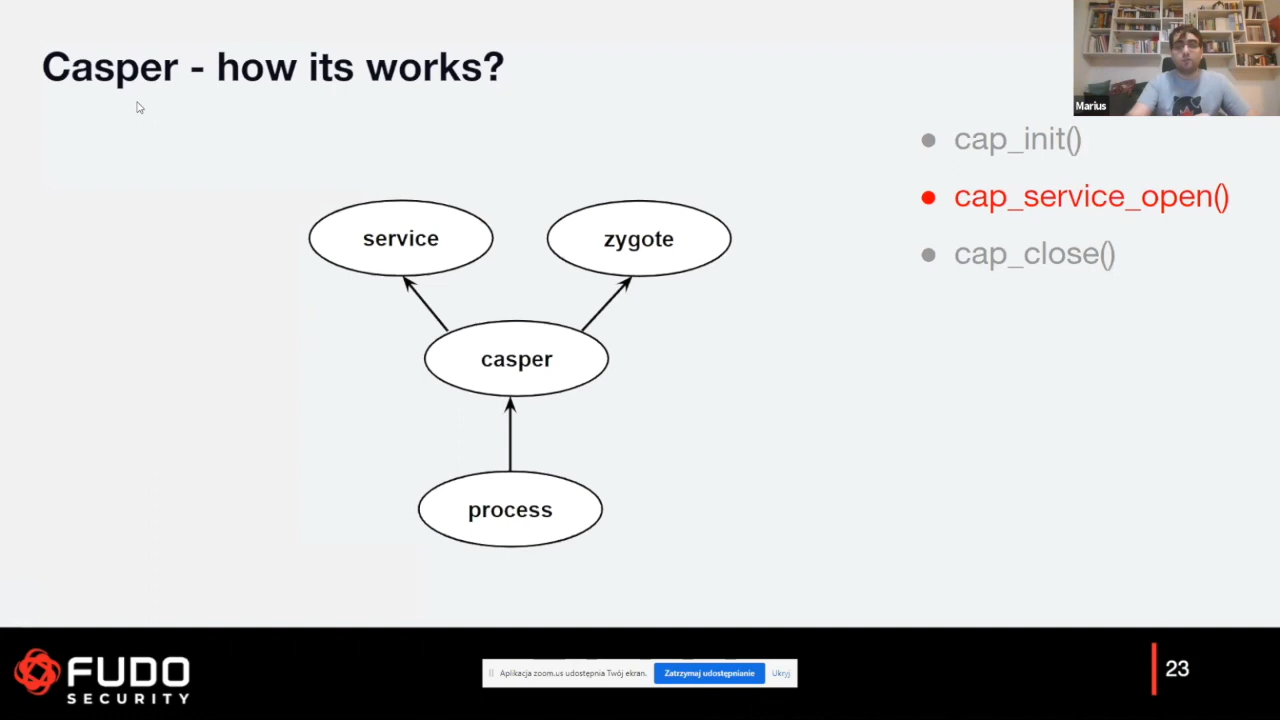 Casper - how its works?
Marius
cap_init()
cap_service_open()
cap_close()
service
zygote
casper
process
FUDO
SECURITY
Aplikacja zoom.us udostępnia Twój ekran.
Zatrzymaj udostępnianie
Ukryj
23